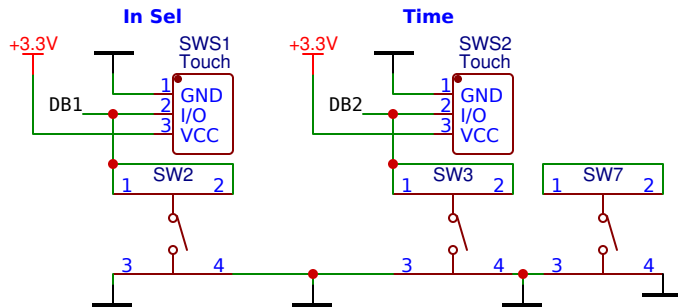 In Sel
Time
+3.3V
SWS1
Touch
+3.3V
SWS2
Touch
1
GND
1
GND
DB1
2
I/O
DB2
2
I/O
3
VCC
3
VCC
1
SW2
2
1
SW3
2
1
SW7
2
3
4
3
4
3
4